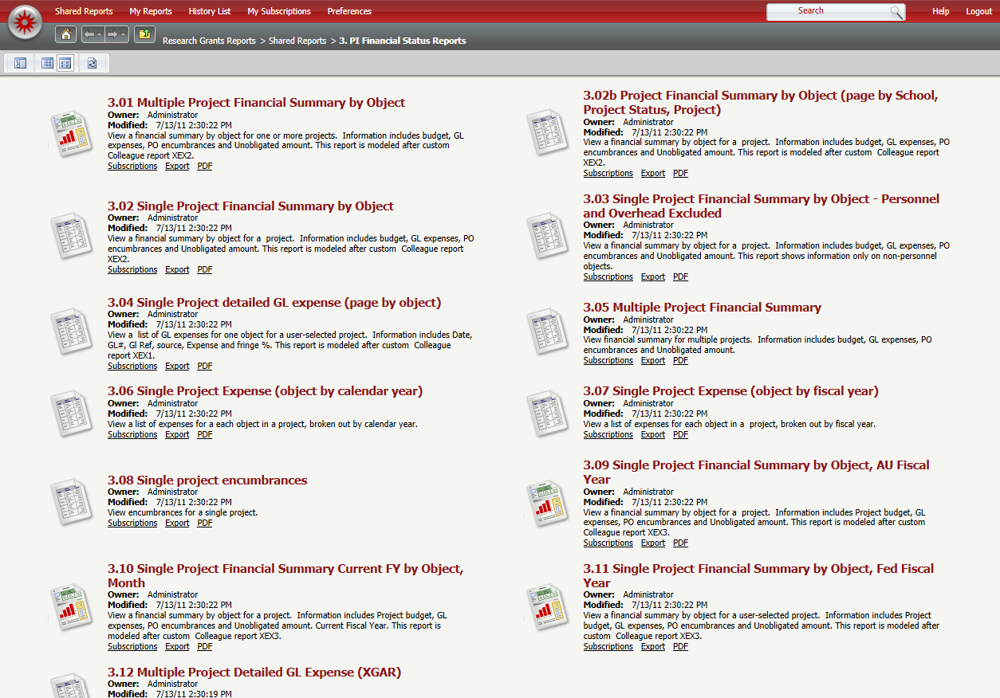 Shared Reports My Reports History List My Subscriptions Preferences Search Help Logout
Research Grants Reports > Shared Reports > 3. PI Financial Status Reports
3.01 Multiple Project Financial Summary by Object
Owner: Administrator
Modified: 7/13/11 2:30:22 PM
View a financial summary by object for one or more projects. Information includes budget, GL
expenses, PO encumbrances and Unobligated amount. This report is modeled after custom
Colleague report XEX2.
Subscriptions Export PDF
3.02b Project Financial Summary by Object (page by School,
Project Status, Project)
Owner: Administrator
Modified: 7/13/11 2:30:22 PM
View a financial summary by object for a project. Information includes budget, GL expenses, PO
encumbrances and Unobligated amount. This report is modeled after custom Colleague report
XEX2.
Subscriptions Export PDF
3.02 Single Project Financial Summary by Object
Owner: Administrator
Modified: 7/13/11 2:30:22 PM
View a financial summary by object for a project. Information includes budget, GL expenses, PO
encumbrances and Unobligated amount. This report is modeled after custom Colleague report
XEX2.
Subscriptions Export PDF
3.03 Single Project Financial Summary by Object - Personnel
and Overhead Excluded
Owner: Administrator
Modified: 7/13/11 2:30:22 PM
View a financial summary by object for a project. Information includes budget, GL expenses, PO
encumbrances and Unobligated amount. This report shows information only on non-personnel
objects.
Subscriptions Export PDF
3.04 Single Project detailed GL expense (page by object)
Owner: Administrator
Modified: 7/13/11 2:30:22 PM
View a list of GL expenses for one object for a user-selected project. Information includes Date,
GL#, Gl Ref, source, Expense and fringe %. This report is modeled after custom Colleague
report XEX1.
Subscriptions Export PDF
3.05 Multiple Project Financial Summary
Owner: Administrator
Modified: 7/13/11 2:30:22 PM
View financial summary for multiple projects. Information includes budget, GL expenses, PO
encumbrances and Unobligated amount.
Subscriptions Export PDF
3.06 Single Project Expense (object by calendar year)
Owner: Administrator
Modified: 7/13/11 2:30:22 PM
View a list of expenses for a each object in a project, broken out by calendar year.
Subscriptions Export PDF
3.07 Single Project Expense (object by fiscal year)
Owner: Administrator
Modified: 7/13/11 2:30:22 PM
View a list of expenses for each object in a project, broken out by fiscal year.
Subscriptions Export PDF
3.08 Single project encumbrances
Owner: Administrator
Modified: 7/13/11 2:30:22 PM
View encumbrances for a single project.
Subscriptions Export PDF
3.09 Single Project Financial Summary by Object, AU Fiscal
Year
Owner: Administrator
Modified: 7/13/11 2:30:22 PM
View a financial summary by object for a project. Information includes Project budget, GL
expenses, PO encumbrances and Unobligated amount. This report is modeled after custom
Colleague report XEX3.
Subscriptions Export PDF
3.10 Single Project Financial Summary Current FY by Object,
Month
Owner: Administrator
Modified: 7/13/11 2:30:22 PM
View a financial summary by object for a project. Information includes Project budget, GL
expenses, PO encumbrances and Unobligated amount. Current Fiscal Year. This report is
modeled after custom Colleague report XEX3.
Subscriptions Export PDF
3.11 Single Project Financial Summary by Object, Fed Fiscal
Year
Owner: Administrator
Modified: 7/13/11 2:30:22 PM
View a financial summary by object for a user-selected project. Information includes Project
budget, GL expenses, PO encumbrances and Unobligated amount. This report is modeled after
custom Colleague report XEX3.
Subscriptions Export PDF
3.12 Multiple Project Detailed GL Expense (XGAR)
Owner: Administrator
Modified: 7/13/11 2:30:19 PM